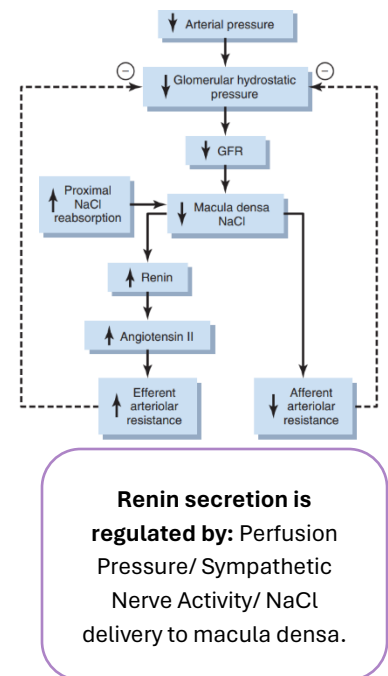 ↓ Arterial pressure
− −
↓ Glomerular hydrostatic
pressure
↓ GFR
↑ Proximal
NaCl
reabsorption
↓ Macula densa
NaCl
↑ Renin
↑ Angiotensin II
↑ Efferent
arteriolar
resistance
↓ Afferent
arteriolar
resistance
Renin secretion is
regulated by: Perfusion
Pressure/ Sympathetic
Nerve Activity/ NaCl
delivery to macula densa.